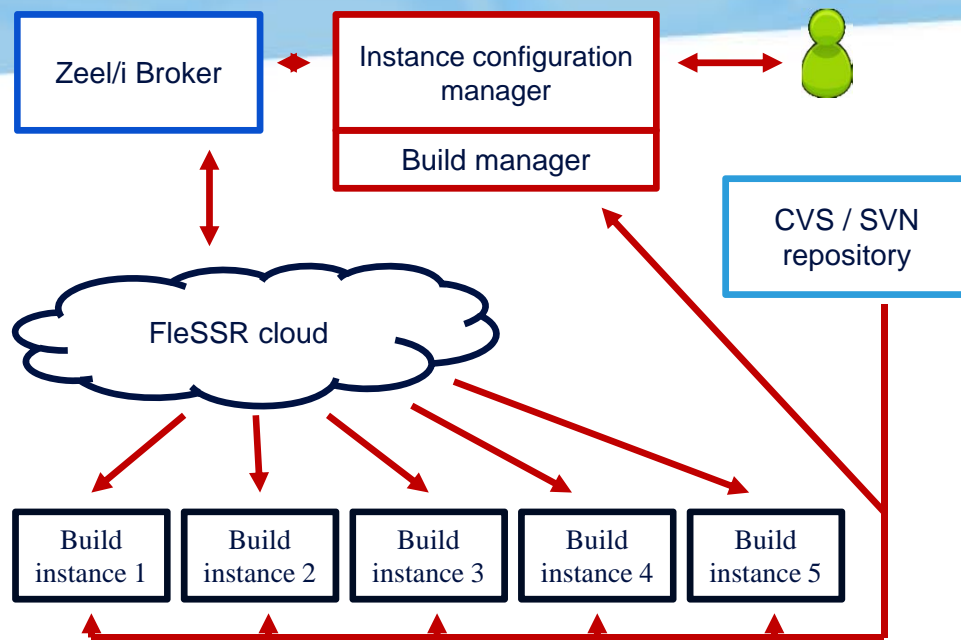 Zeel/i Broker
Instance configuration
manager
Build manager
CVS / SVN
repository
FleSSR cloud
Build
instance 1
Build
instance 2
Build
instance 3
Build
instance 4
Build
instance 5